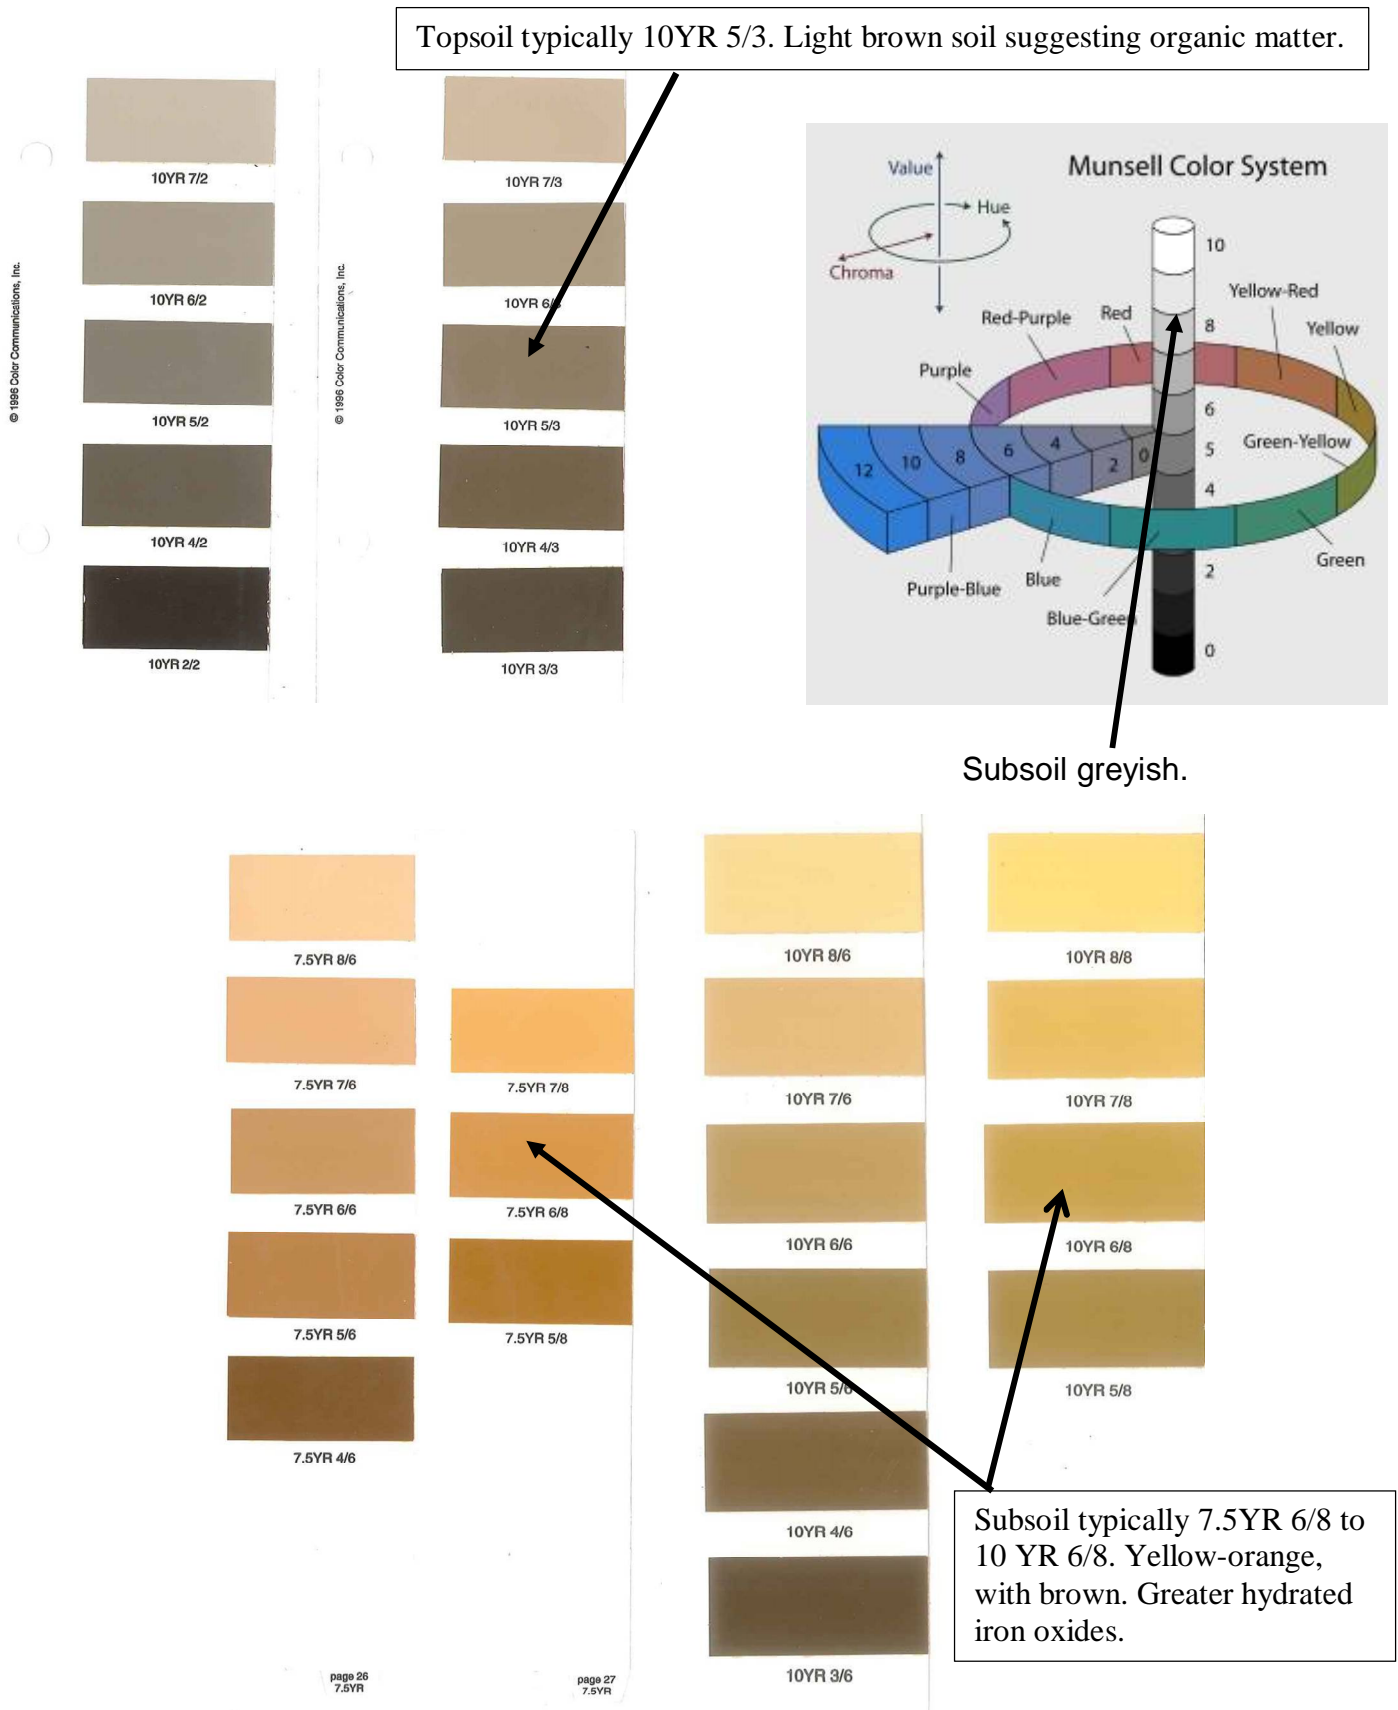 Topsoil typically 10YR 5/3. Light brown soil suggesting organic matter.
10YR 7/2
10YR 6/2
10YR 5/2
10YR 4/2
10YR 2/2
© 1996 Color Communications, Inc.
10YR 7/3
10YR 6/3
10YR 5/3
10YR 4/3
10YR 3/3
© 1996 Color Communications, Inc.
Munsell Color System
Value
Hue
Chroma
10
8
6
5
4
2
0
Red-Purple
Red
Yellow-Red
Yellow
Purple
Green-Yellow
12
10
8
6
4
2
0
Purple-Blue
Blue
Blue-Green
Green
Subsoil greyish.
7.5YR 8/6
7.5YR 7/6
7.5YR 6/6
7.5YR 5/6
7.5YR 4/6
page 26
7.5YR
7.5YR 7/8
7.5YR 6/8
7.5YR 5/8
page 27
7.5YR
10YR 8/6
10YR 7/6
10YR 6/6
10YR 5/6
10YR 4/6
10YR 3/6
10YR 8/8
10YR 7/8
10YR 6/8
10YR 5/8
Subsoil typically 7.5YR 6/8 to
10 YR 6/8. Yellow-orange,
with brown. Greater hydrated
iron oxides.